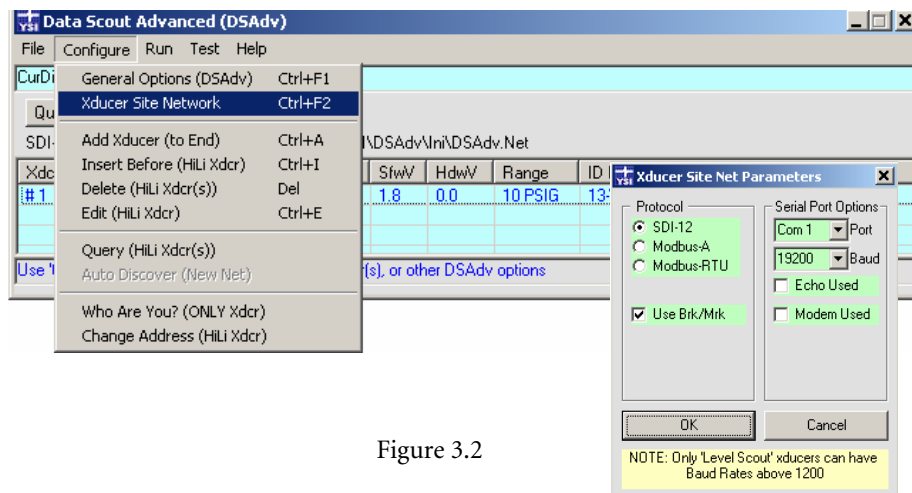 YSI Data Scout Advanced (DSAdv)
File Configure Run Test Help
CurDi
General Options (DSAdv) Ctrl+F1
Xducer Site Network Ctrl+F2
Add Xducer (to End) Ctrl+A
Insert Before (HiLi Xdcr) Ctrl+I
Delete (HiLi Xdcr(s)) Del
Edit (HiLi Xdcr) Ctrl+E
Query (HiLi Xdcr(s))
Auto Discover (New Net)
Who Are You? (ONLY Xdcr)
Change Address (HiLi Xdcr)
Qu
SDI- \DSAdv\Ini\DSAdv.Net
Xdc SfwV HdwV Range ID
#1 1.8 0.0 10 PSIG 13-
Use ' (s), or other DSAdv options
YSI Xducer Site Net Parameters
Protocol
SDI-12
Modbus-A
Modbus-RTU
Use Brk/Mrk
Serial Port Options
Com 1 Port
19200 Baud
Echo Used
Modem Used
OK Cancel
NOTE: Only 'Level Scout' xducers can have
Baud Rates above 1200
Figure 3.2